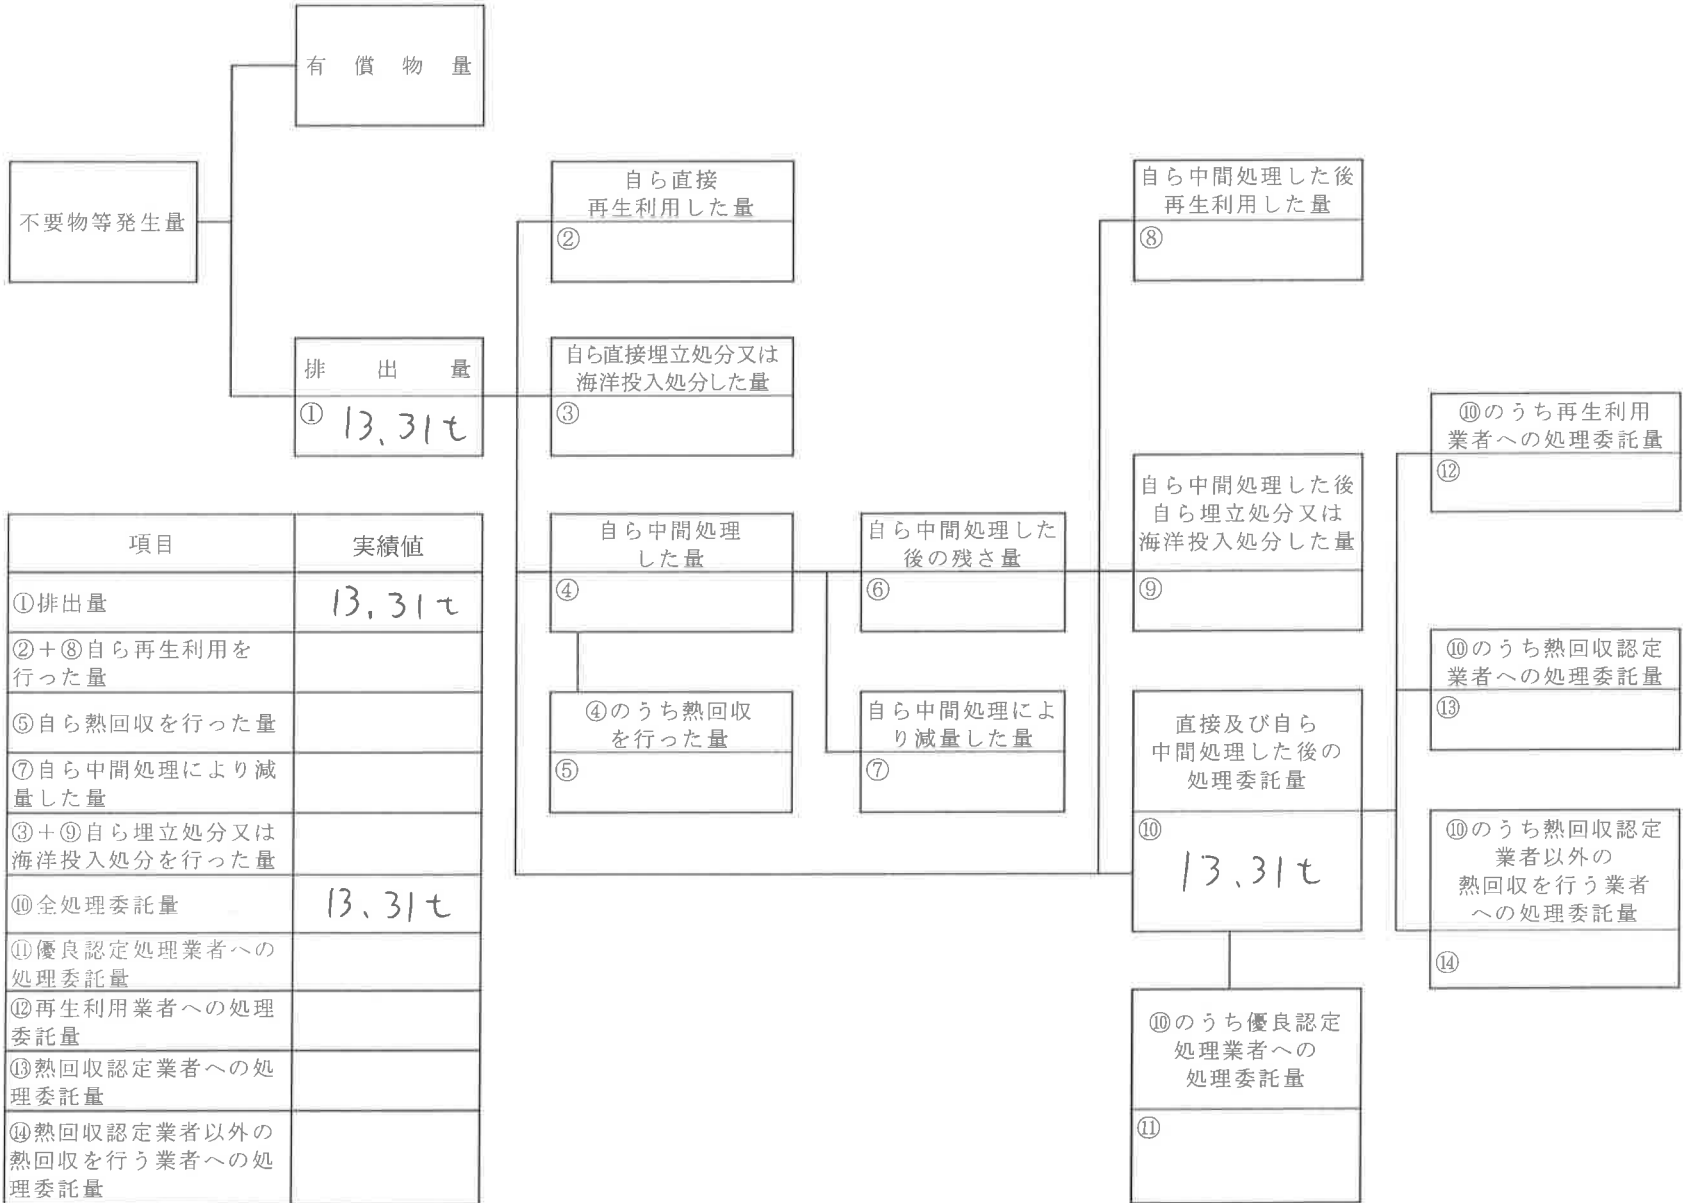 有償物量
不要物等発生量
排出量
① 13.31t
自ら直接
再生利用した量
②
自ら直接埋立処分又は
海洋投入処分した量
③
自ら中間処理
した量
④
④のうち熱回収
を行った量
⑤
自ら中間処理した
後の残さ量
⑥
自ら中間処理によ
り減量した量
⑦
自ら中間処理した後
再生利用した量
⑧
自ら中間処理した後
自ら埋立処分又は
海洋投入処分した量
⑨
直接及び自ら
中間処理した後の
処理委託量
⑩
13.31t
⑩のうち優良認定
処理業者への
処理委託量
⑪
⑩のうち再生利用
業者への処理委託量
⑫
⑩のうち熱回収認定
業者への処理委託量
⑬
⑩のうち熱回収認定
業者以外の
熱回収を行う業者
への処理委託量
⑭
項目 実績値
①排出量 13.31t
②+⑧自ら再生利用を
行った量
⑤自ら熱回収を行った量
⑦自ら中間処理により減
量した量
③+⑨自ら埋立処分又は
海洋投入処分を行った量
⑩全処理委託量 13.31t
⑪優良認定処理業者への
処理委託量
⑫再生利用業者への処理
委託量
⑬熱回収認定業者への処
理委託量
⑭熱回収認定業者以外の
熱回収を行う業者への処
理委託量